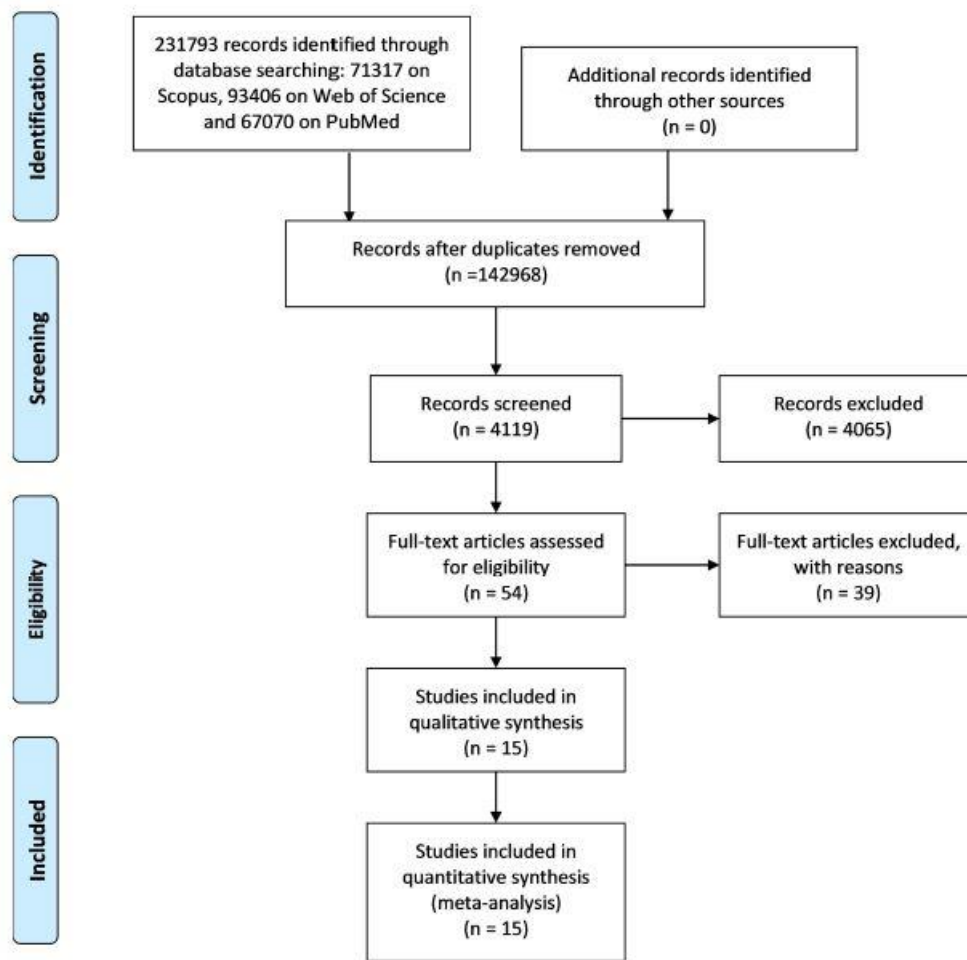 Identification
231793 records identified through
database searching: 71317 on
Scopus, 93406 on Web of Science
and 67070 on PubMed
Additional records identified
through other sources
(n = 0)
Records after duplicates removed
(n =142968)
Screening
Records screened
(n = 4119)
Records excluded
(n = 4065)
Eligibility
Full-text articles assessed
for eligibility
(n = 54)
Full-text articles excluded,
with reasons
(n = 39)
Studies included in
qualitative synthesis
(n = 15)
Included
Studies included in
quantitative synthesis
(meta-analysis)
(n = 15)